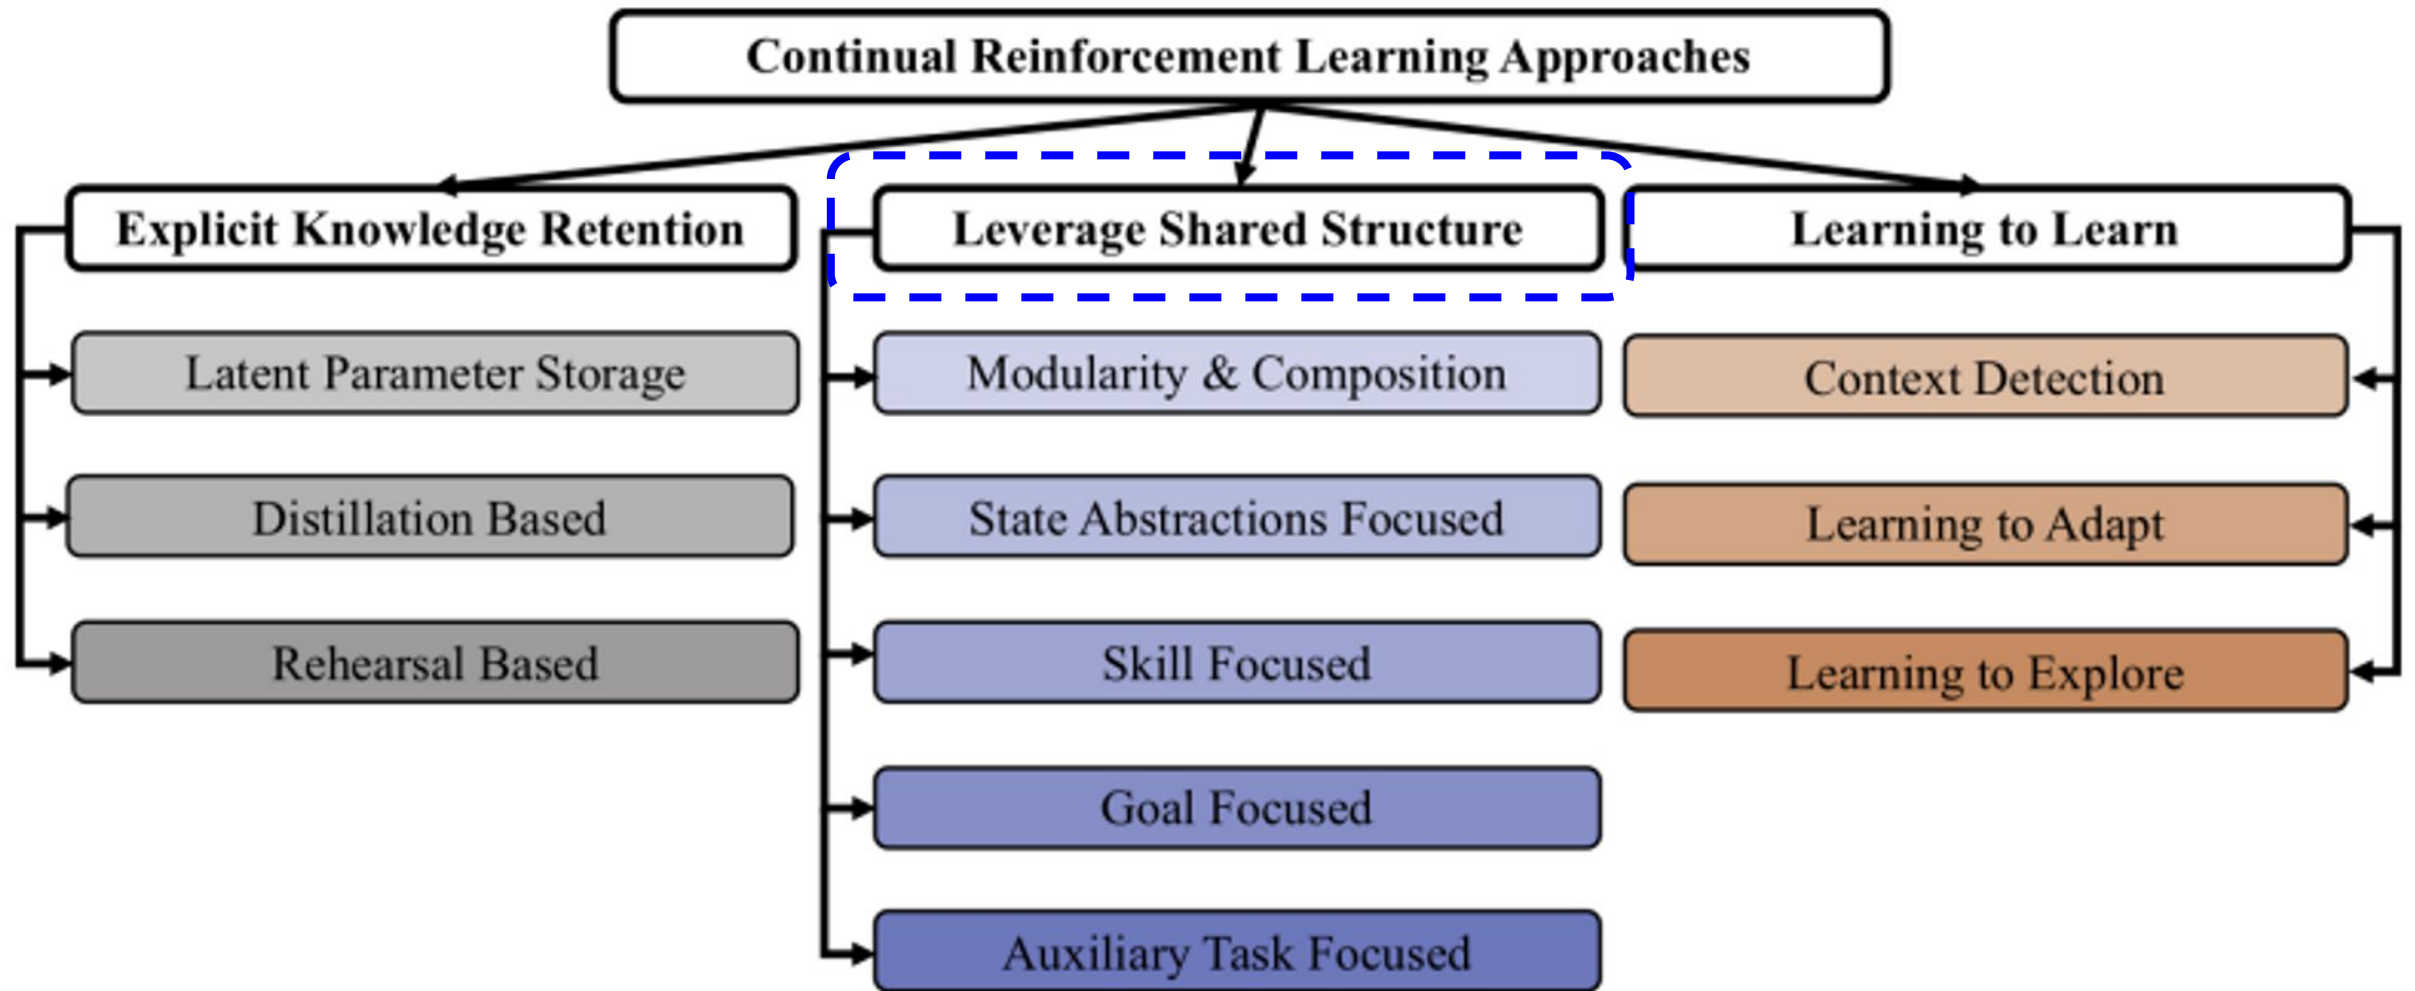 Continual Reinforcement Learning Approaches
Explicit Knowledge Retention
Latent Parameter Storage
Distillation Based
Rehearsal Based
Leverage Shared Structure
Modularity & Composition
State Abstractions Focused
Skill Focused
Goal Focused
Auxiliary Task Focused
Learning to Learn
Context Detection
Learning to Adapt
Learning to Explore